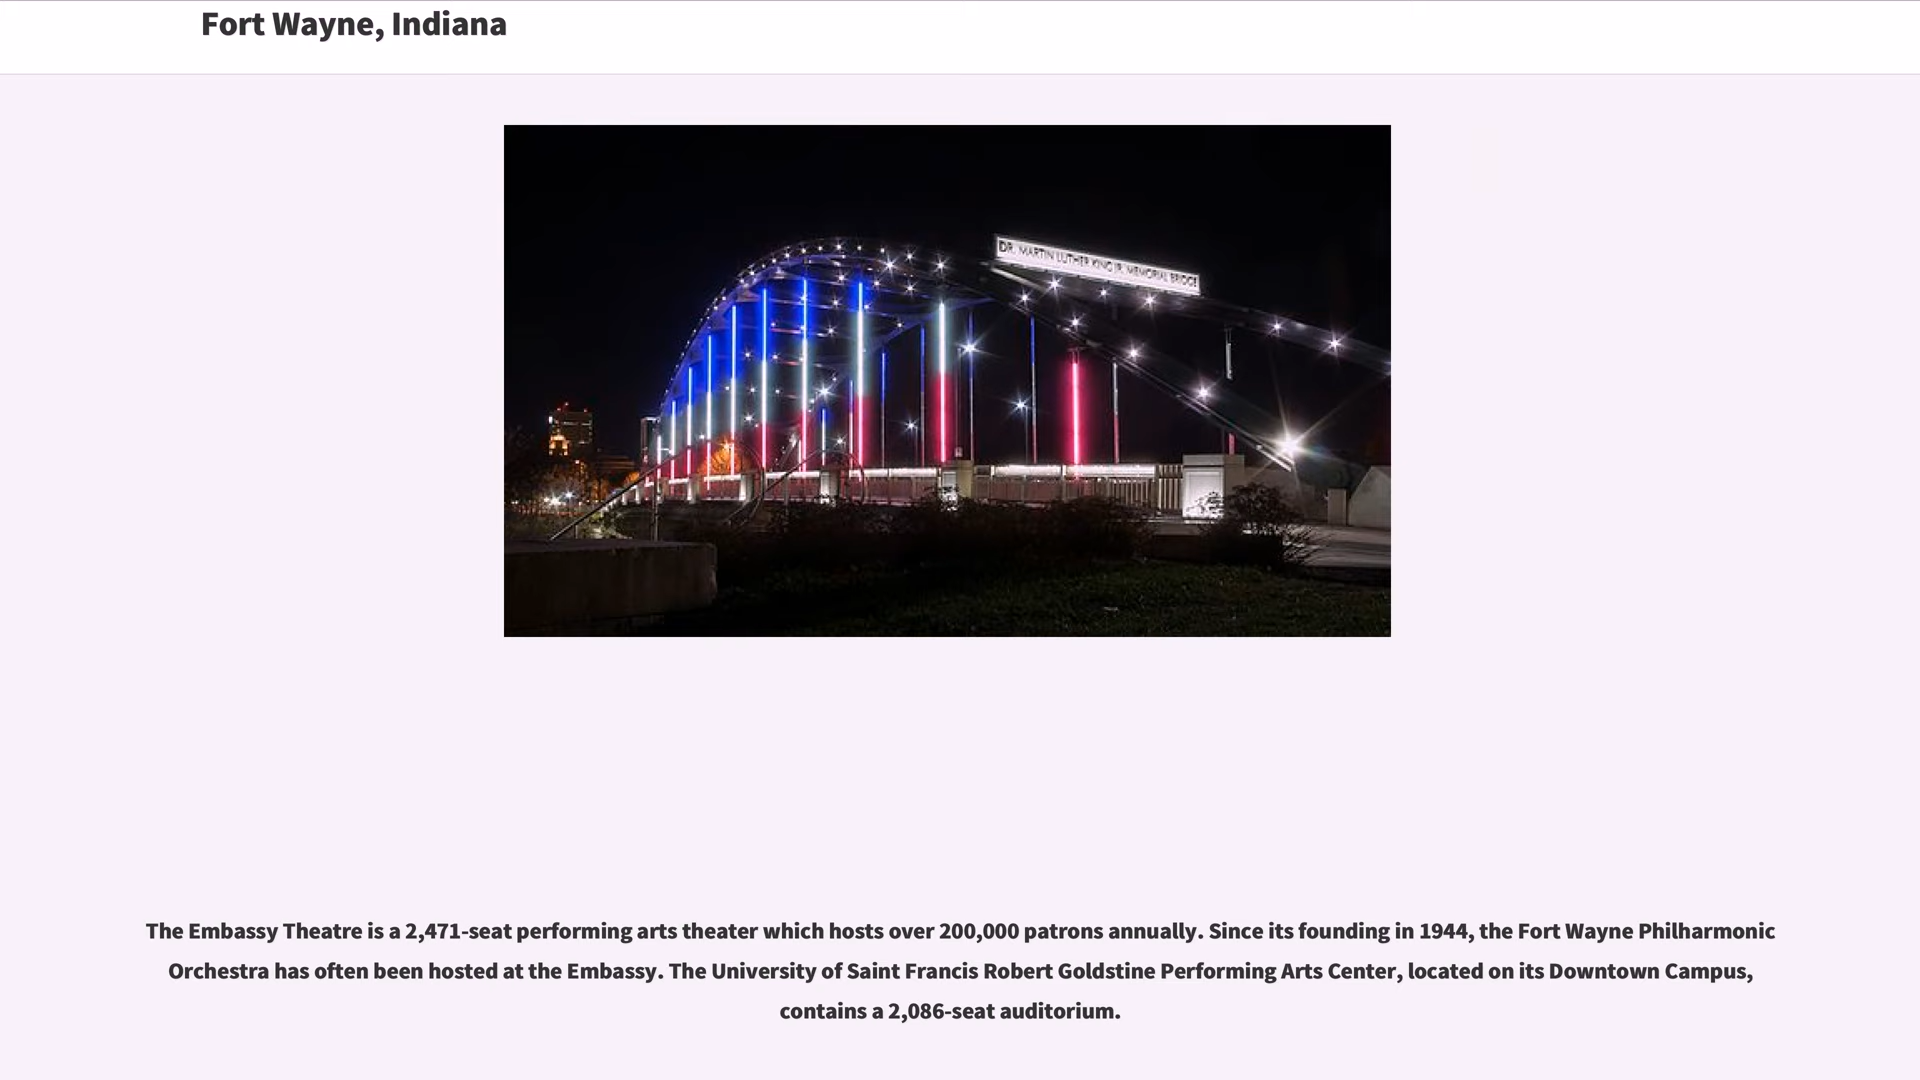 Fort Wayne, Indiana
DR. MARTIN LUTHER KING JR. MEMORIAL BRIDGE
The Embassy Theatre is a 2,471-seat performing arts theater which hosts over 200,000 patrons annually. Since its founding in 1944, the Fort Wayne Philharmonic
Orchestra has often been hosted at the Embassy. The University of Saint Francis Robert Goldstine Performing Arts Center, located on its Downtown Campus,
contains a 2,086-seat auditorium.